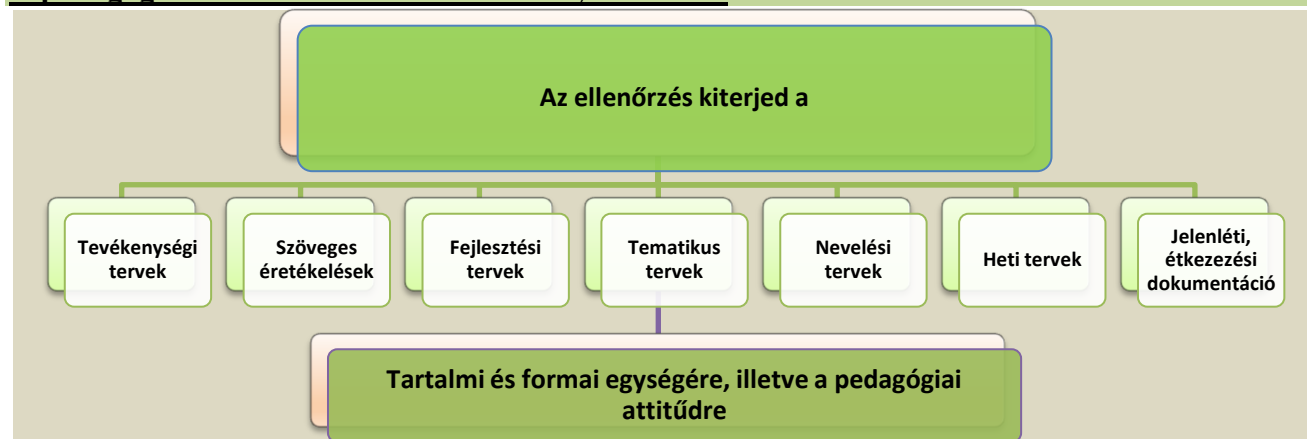 Az ellenőrzés kiterjed a
Tevékenységi
tervek
Szöveges
éretékelések
Fejlesztési
tervek
Tematikus
tervek
Nevelési
tervek
Heti tervek
Jelenléti,
étkezezési
dokumentáció
Tartalmi és formai egységére, illetve a pedagógiai
attitűdre